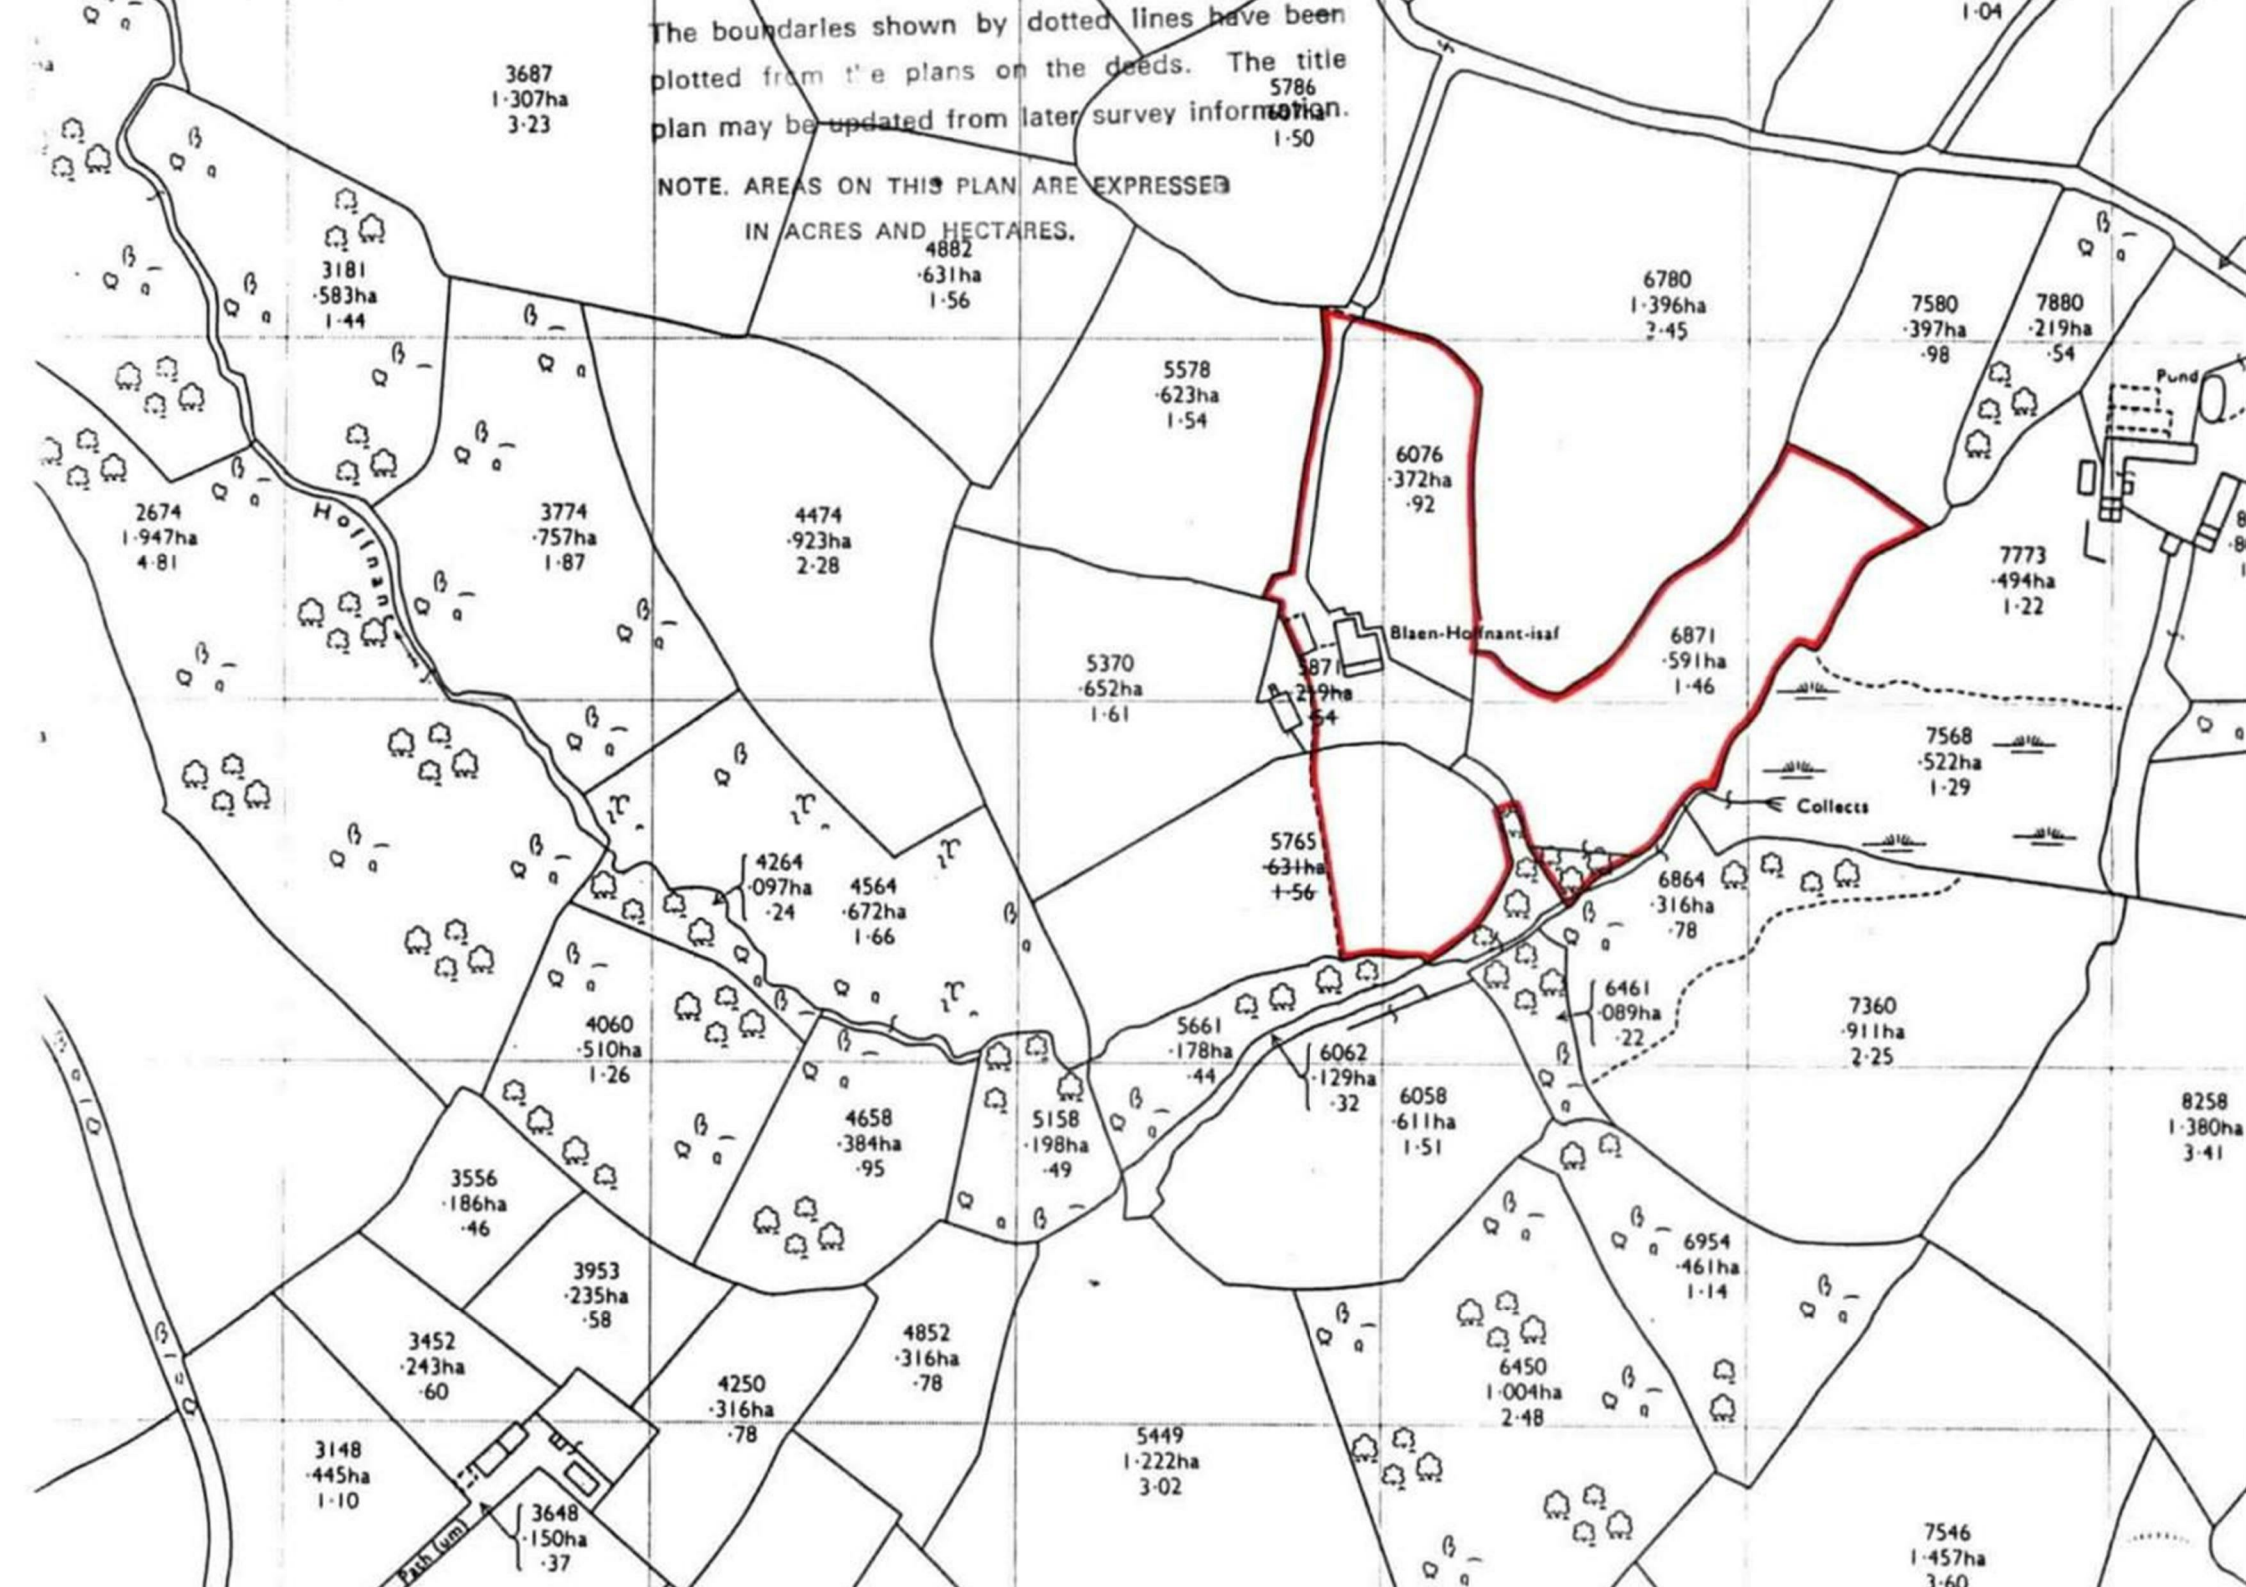 The boundaries shown by dotted lines have been
plotted from the plans on the deeds. The title
plan may be updated from later survey information.
NOTE. AREAS ON THIS PLAN ARE EXPRESSED
IN ACRES AND HECTARES.
1·04
3687
1·307ha
3·23
5786
1·50
4882
·631ha
1·56
3181
·583ha
1·44
6780
1·396ha
3·45
7580
·397ha
·98
7880
·219ha
·54
Pund
5578
·623ha
1·54
6076
·372ha
·92
2674
1·947ha
4·81
Hoffnant
3774
·757ha
1·87
4474
·923ha
2·28
7773
·494ha
1·22
Blaen-Hoffnant-isaf
5370
·652ha
1·61
5871
·219ha
·54
6871
·591ha
1·46
7568
·522ha
1·29
Collects
5765
·631ha
1·56
4264
·097ha
·24
4564
·672ha
1·66
6864
·316ha
·78
6461
·089ha
·22
7360
·911ha
2·25
4060
·510ha
1·26
5661
·178ha
·44
6062
·129ha
·32
6058
·611ha
1·51
4658
·384ha
·95
5158
·198ha
·49
8258
1·380ha
3·41
3556
·186ha
·46
3953
·235ha
·58
6954
·461ha
1·14
3452
·243ha
·60
4852
·316ha
·78
4250
·316ha
·78
6450
1·004ha
2·48
3148
·445ha
1·10
5449
1·222ha
3·02
3648
·150ha
·37
Path (um)
7546
1·457ha
3·60